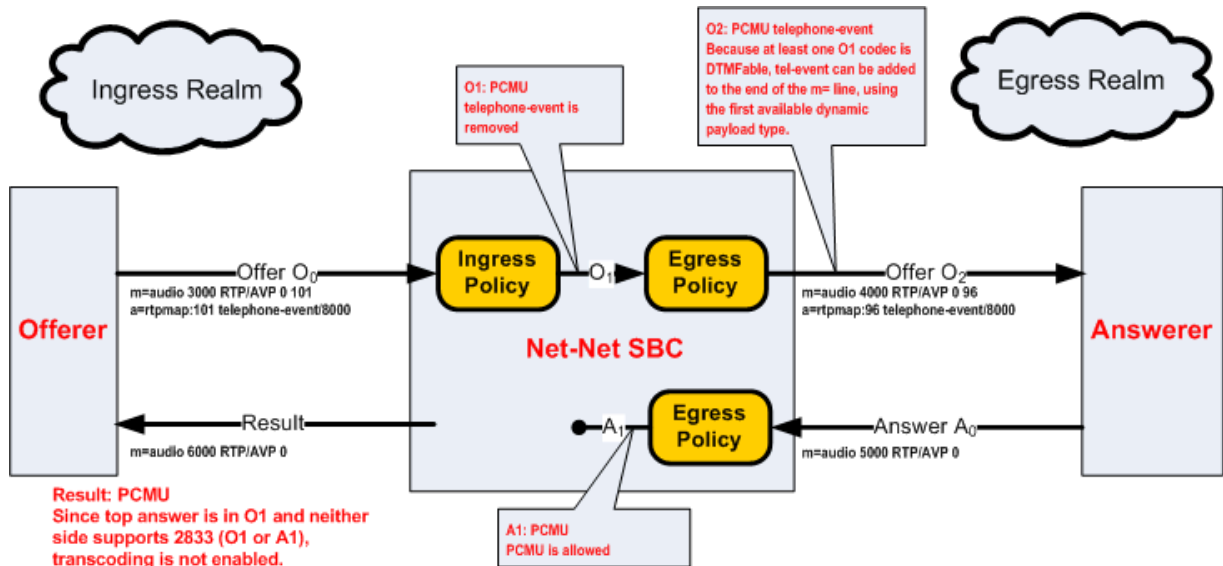 Ingress Realm
O1: PCMU
telephone-event is
removed
O2: PCMU telephone-event
Because at least one O1 codec is
DTMFable, tel-event can be added
to the end of the m= line, using
the first available dynamic
payload type.
Egress Realm
Offerer
Offer O0
m=audio 3000 RTP/AVP 0 101
a=rtpmap:101 telephone-event/8000
Ingress
Policy
O1
Egress
Policy
Offer O2
m=audio 4000 RTP/AVP 0 96
a=rtpmap:96 telephone-event/8000
Answerer
Net-Net SBC
Result
m=audio 6000 RTP/AVP 0
A1
Egress
Policy
Answer A0
m=audio 5000 RTP/AVP 0
Result: PCMU
Since top answer is in O1 and neither
side supports 2833 (O1 or A1),
transcoding is not enabled.
A1: PCMU
PCMU is allowed